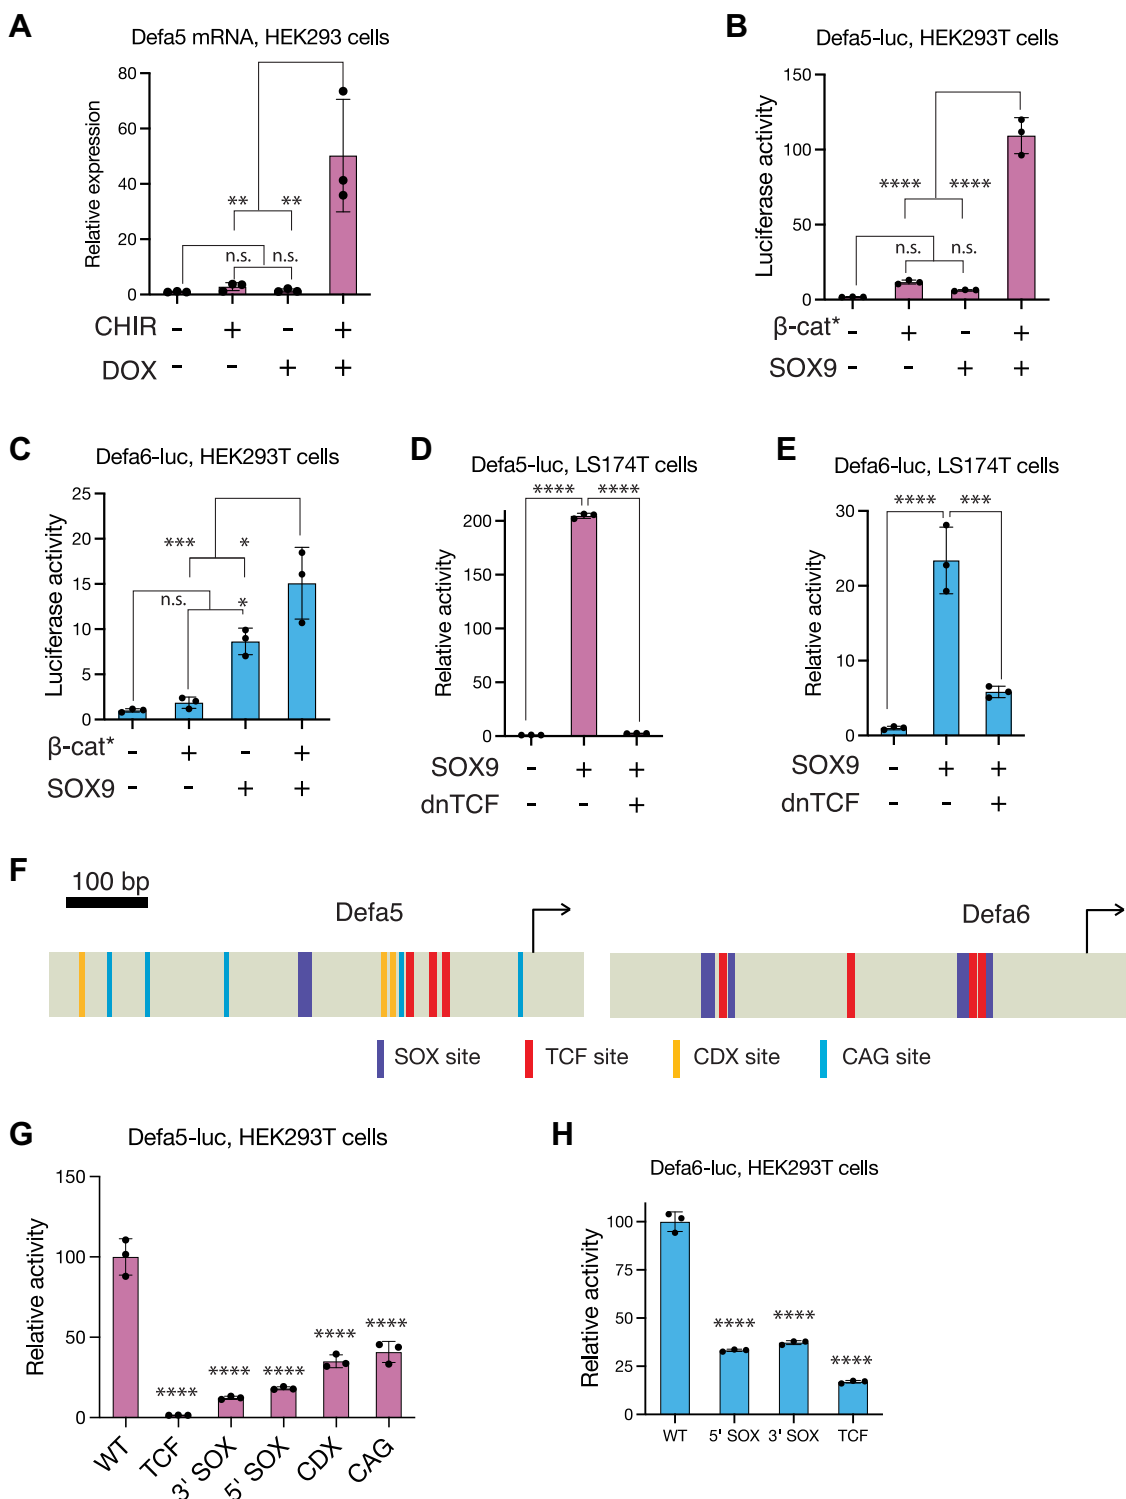 A
Defa5 mRNA, HEK293 cells
Relative expression
80
60
40
20
0
** **
n.s. n.s.
CHIR - + - +
DOX - - + +
B
Defa5-luc, HEK293T cells
Luciferase activity
150
100
50
0
**** ****
n.s. n.s.
β-cat* - + - +
SOX9 - - + +
C
Defa6-luc, HEK293T cells
Luciferase activity
25
20
15
10
5
0
*** *
n.s. *
β-cat* - + - +
SOX9 - - + +
D
Defa5-luc, LS174T cells
Relative activity
**** ****
200
150
100
50
0
SOX9 - + +
dnTCF - - +
E
Defa6-luc, LS174T cells
Relative activity
**** ***
30
20
10
0
SOX9 - + +
dnTCF - - +
F
100 bp
Defa5
Defa6
SOX site
TCF site
CDX site
CAG site
G
Defa5-luc, HEK293T cells
Relative activity
150
100
50
0
**** **** **** **** ****
WT TCF 3' SOX 5' SOX CDX CAG
H
Defa6-luc, HEK293T cells
Relative activity
100
75
50
25
0
**** **** ****
WT 5' SOX 3' SOX TCF